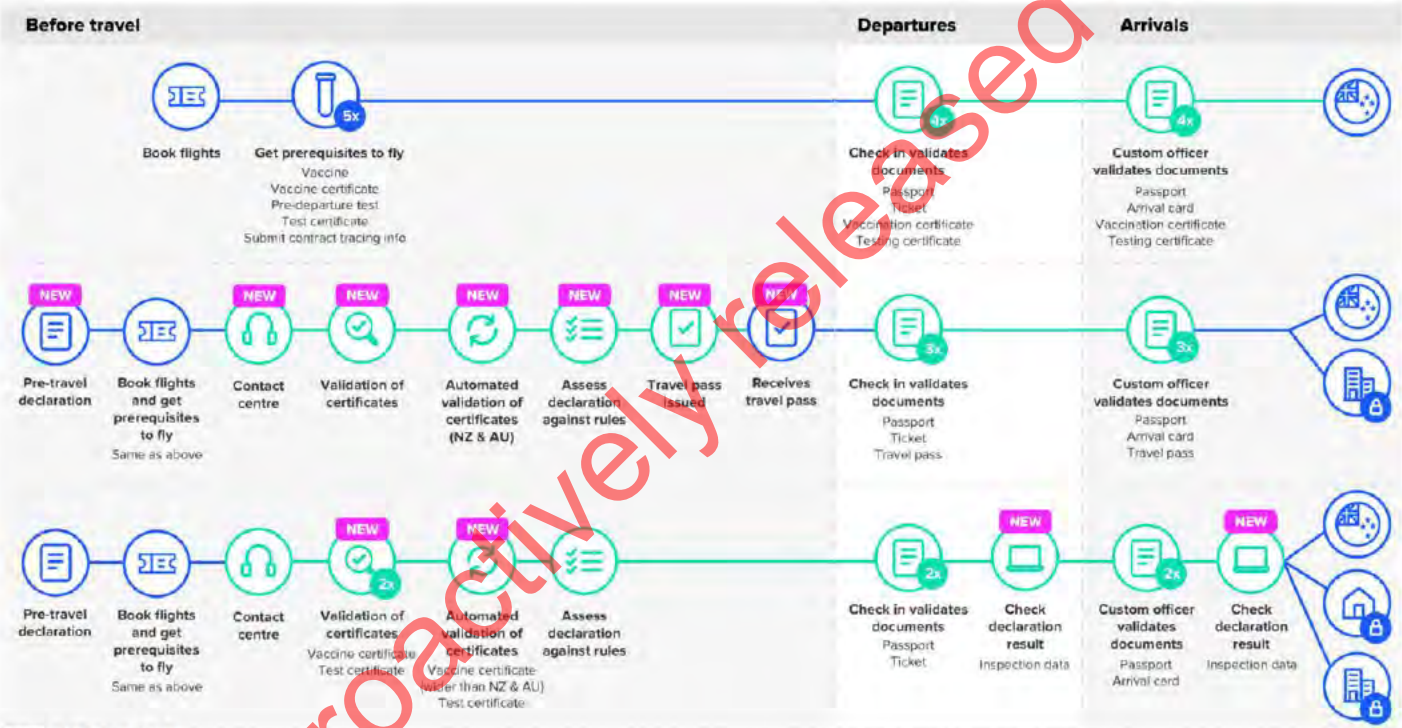 Before travel
Departures
Arrivals
5x
4x
4x
Book flights
Get prerequisites to fly
Vaccine
Vaccine certificate
Pre-departure test
Test certificate
Submit contract tracing info
Check in validates
documents
Passport
Ticket
Vaccination certificate
Testing certificate
Custom officer
validates documents
Passport
Arrival card
Vaccination certificate
Testing certificate
NEW
NEW
NEW
NEW
NEW
NEW
NEW
3x
3x
Pre-travel
declaration
Book flights
and get
prerequisites
to fly
Same as above
Contact
centre
Validation of
certificates
Automated
validation of
certificates
(NZ & AU)
Assess
declaration
against rules
Travel pass
issued
Receives
travel pass
Check in validates
documents
Passport
Ticket
Travel pass
Custom officer
validates documents
Passport
Arrival card
Travel pass
NEW
NEW
NEW
NEW
2x
2x
2x
Pre-travel
declaration
Book flights
and get
prerequisites
to fly
Same as above
Contact
centre
Validation of
certificates
Vaccine certificate
Test certificate
Automated
validation of
certificates
Vaccine certificate
(wider than NZ & AU)
Test certificate
Assess
declaration
against rules
Check in validates
documents
Passport
Ticket
Check
declaration
result
Inspection data
Custom officer
validates
documents
Passport
Arrival card
Check
declaration
result
Inspection data
roactively released